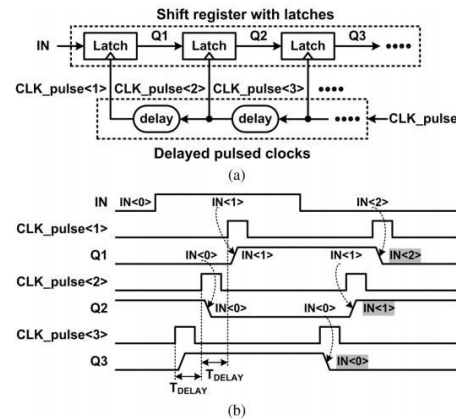 Shift register with latches
IN Latch Q1 Latch Q2 Latch Q3
CLK_pulse<1> CLK_pulse<2> CLK_pulse<3>
delay delay CLK_pulse
Delayed pulsed clocks
(a)
IN IN<0> IN<1> IN<2>
CLK_pulse<1>
Q1 IN<0> IN<1> IN<1> IN<2>
CLK_pulse<2>
Q2 IN<0> IN<0> IN<1>
CLK_pulse<3>
Q3 IN<0>
TDELAY TDELAY
(b)